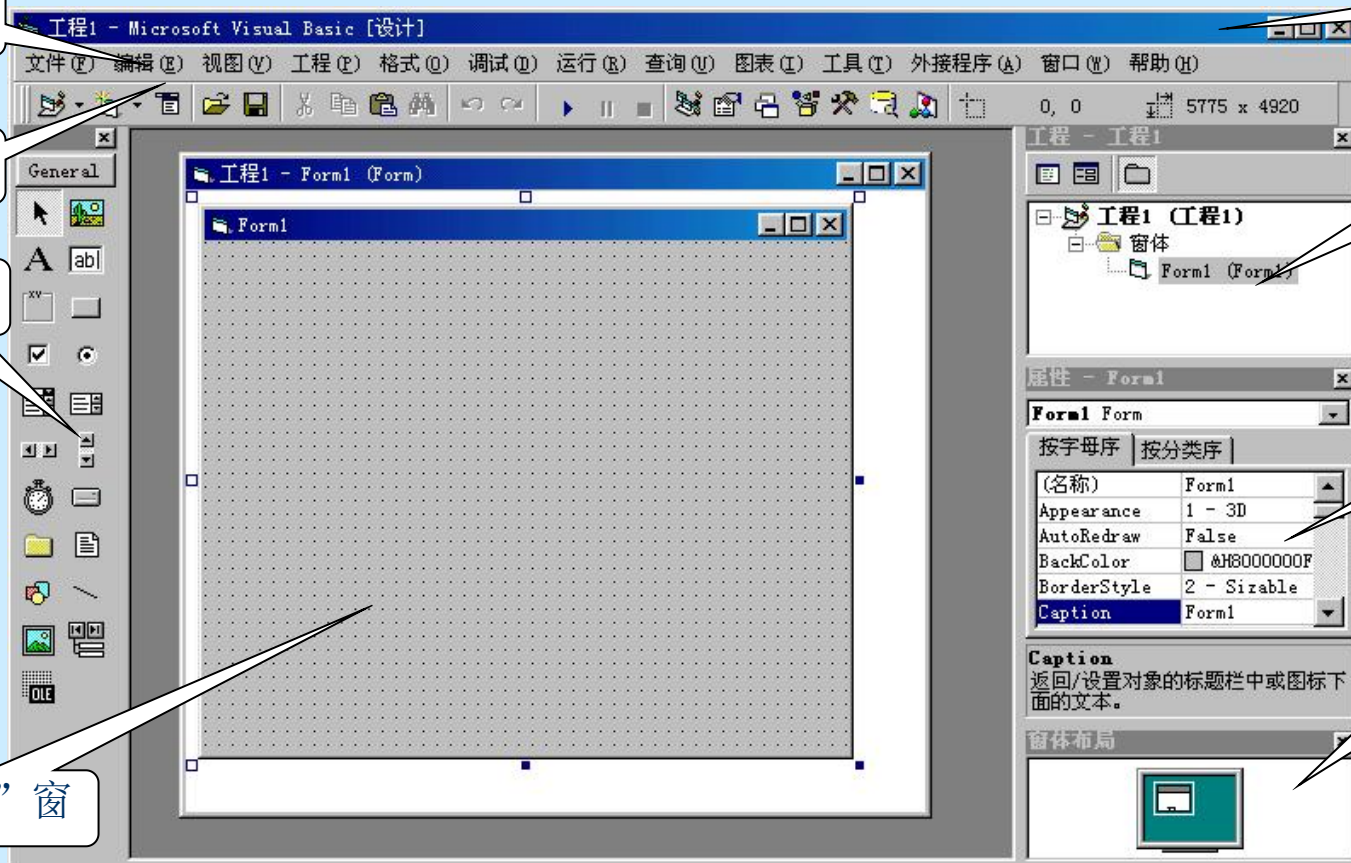 工程1 - Microsoft Visual Basic [设计]
文件(F) 编辑(E) 视图(V) 工程(P) 格式(O) 调试(D) 运行(R) 查询(U) 图表(I) 工具(T) 外接程序(A) 窗口(W) 帮助(H)
0, 0 5775 x 4920
General
A abl
XY
OLE
工程1 - Form1 (Form)
Form1
”窗
工程 - 工程1
工程1 (工程1)
窗体
Form1 (Form1)
属性 - Form1
Form1 Form
按字母序 按分类序
(名称) Form1
Appearance 1 - 3D
AutoRedraw False
BackColor &H8000000F
BorderStyle 2 - Sizable
Caption Form1
Caption
返回/设置对象的标题栏中或图标下
面的文本。
窗体布局